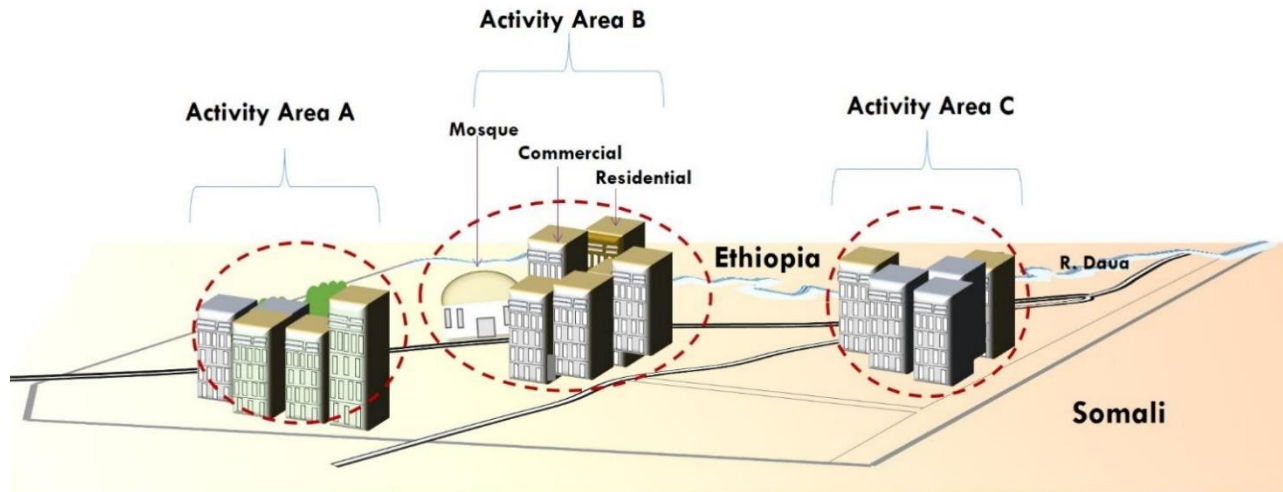 Activity Area B
Activity Area A
Activity Area C
Mosque
Commercial
Residential
Ethiopia
R. Daua
Somali